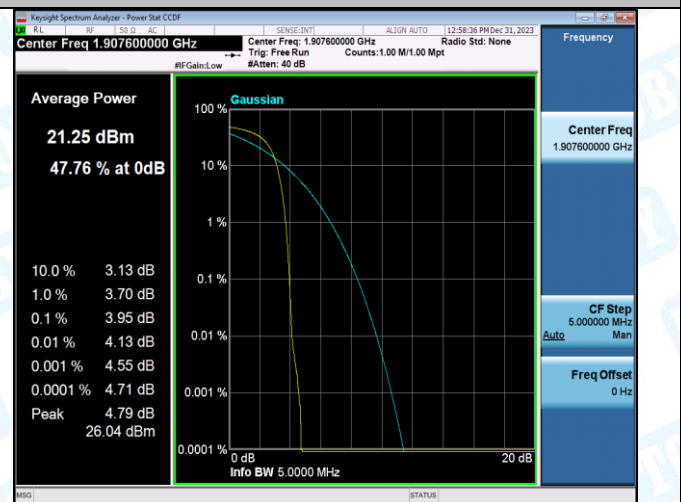 Keysight Spectrum Analyzer - Power Stat CCDF
RL RF 50 Ω AC SENSE:INT ALIGN AUTO 12:58:36 PM Dec 31, 2023
Center Freq 1.907600000 GHz
Center Freq: 1.907600000 GHz Radio Std: None
Trig: Free Run Counts:1.00 M/1.00 Mpt
#IFGain:Low #Atten: 40 dB
Frequency
Average Power
21.25 dBm
47.76 % at 0dB
10.0 % 3.13 dB
1.0 % 3.70 dB
0.1 % 3.95 dB
0.01 % 4.13 dB
0.001 % 4.55 dB
0.0001 % 4.71 dB
Peak 4.79 dB
26.04 dBm
Gaussian
100 %
10 %
1 %
0.1 %
0.01 %
0.001 %
0.0001 %
0 dB 20 dB
Info BW 5.0000 MHz
Center Freq
1.907600000 GHz
CF Step
5.000000 MHz
Auto Man
Freq Offset
0 Hz
MSG STATUS